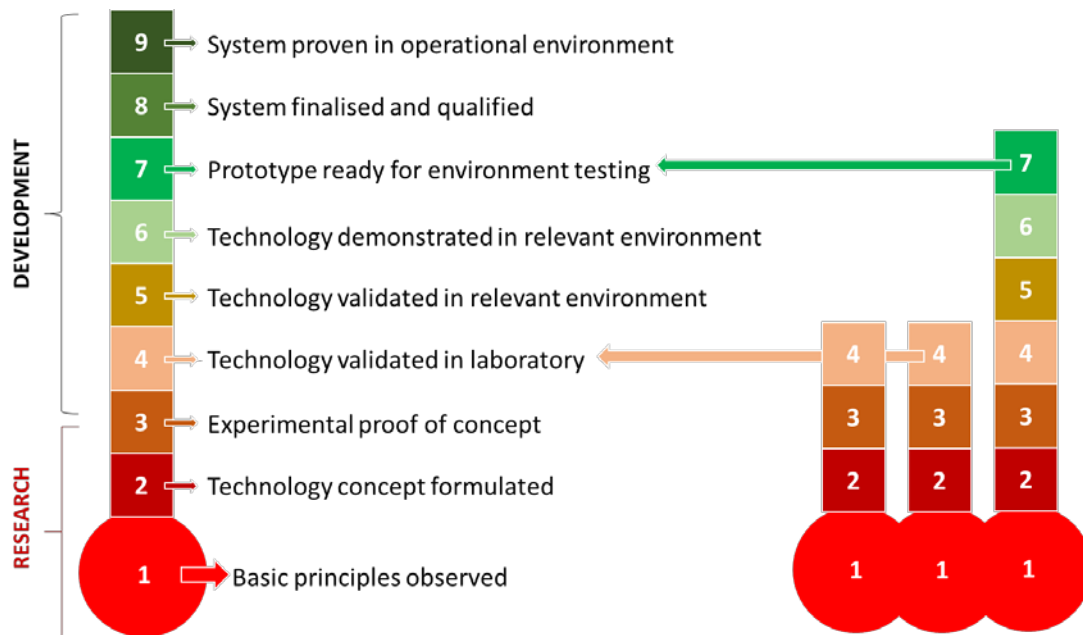 DEVELOPMENT
RESEARCH
9 System proven in operational environment
8 System finalised and qualified
7 Prototype ready for environment testing 7
6 Technology demonstrated in relevant environment 6
5 Technology validated in relevant environment 5
4 Technology validated in laboratory 4 4 4
3 Experimental proof of concept 3 3 3
2 Technology concept formulated 2 2 2
1 Basic principles observed 1 1 1